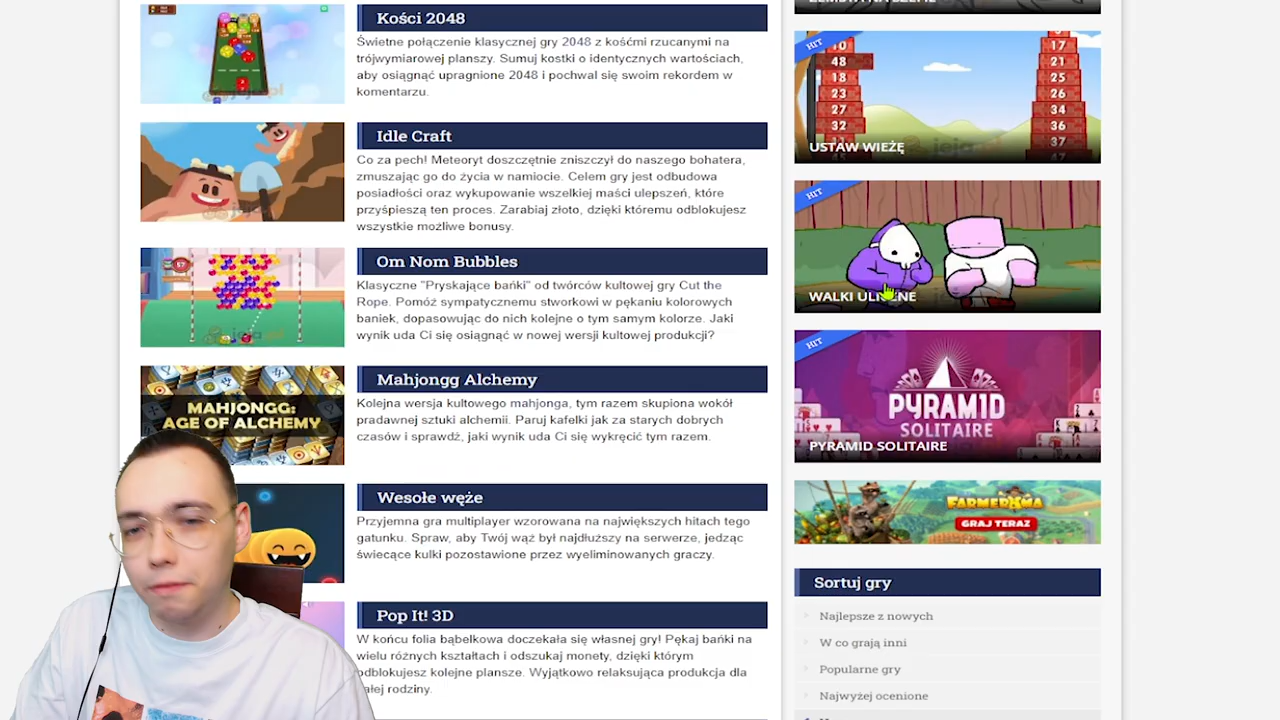 Kości 2048
Świetne połączenie klasycznej gry 2048 z kośćmi rzucanymi na
trójwymiarowej planszy. Sumuj kostki o identycznych wartościach,
aby osiągnąć upragnione 2048 i pochwal się swoim rekordem w
komentarzu.
Idle Craft
Co za pech! Meteoryt doszczętnie zniszczył do naszego bohatera,
zmuszając go do życia w namiocie. Celem gry jest odbudowa
posiadłości oraz wykupowanie wszelkiej maści ulepszeń, które
przyśpieszą ten proces. Zarabiaj złoto, dzięki któremu odblokujesz
wszystkie możliwe bonusy.
Om Nom Bubbles
Klasyczne "Pryskające bańki" od twórców kultowej gry Cut the
Rope. Pomóż sympatycznemu stworkowi w pękaniu kolorowych
baniek, dopasowując do nich kolejne o tym samym kolorze. Jaki
wynik uda Ci się osiągnąć w nowej wersji kultowej produkcji?
Mahjongg Alchemy
Kolejna wersja kultowego mahjonga, tym razem skupiona wokół
pradawnej sztuki alchemii. Paruj kafelki jak za starych dobrych
czasów i sprawdź, jaki wynik uda Ci się wykręcić tym razem.
MAHJONGG:
AGE OF ALCHEMY
Wesołe węże
Przyjemna gra multiplayer wzorowana na największych hitach tego
gatunku. Spraw, aby Twój wąż był najdłuższy na serwerze, jedząc
świecące kulki pozostawione przez wyeliminowanych graczy.
Pop It! 3D
W końcu folia bąbelkowa doczekała się własnej gry! Pękaj bańki na
wielu różnych kształtach i odszukaj monety, dzięki którym
odblokujesz kolejne plansze. Wyjątkowo relaksująca produkcja dla
całej rodziny.
HIT
10
48
18
23
27
32
17
21
25
26
34
36
37
USTAW WIEŻĘ
HIT
WALKI ULICZNE
HIT
PYRAMID
SOLITAIRE
PYRAMID SOLITAIRE
FARMERAMA
GRAJ TERAZ
Sortuj gry
Najlepsze z nowych
W co grają inni
Popularne gry
Najwyżej ocenione